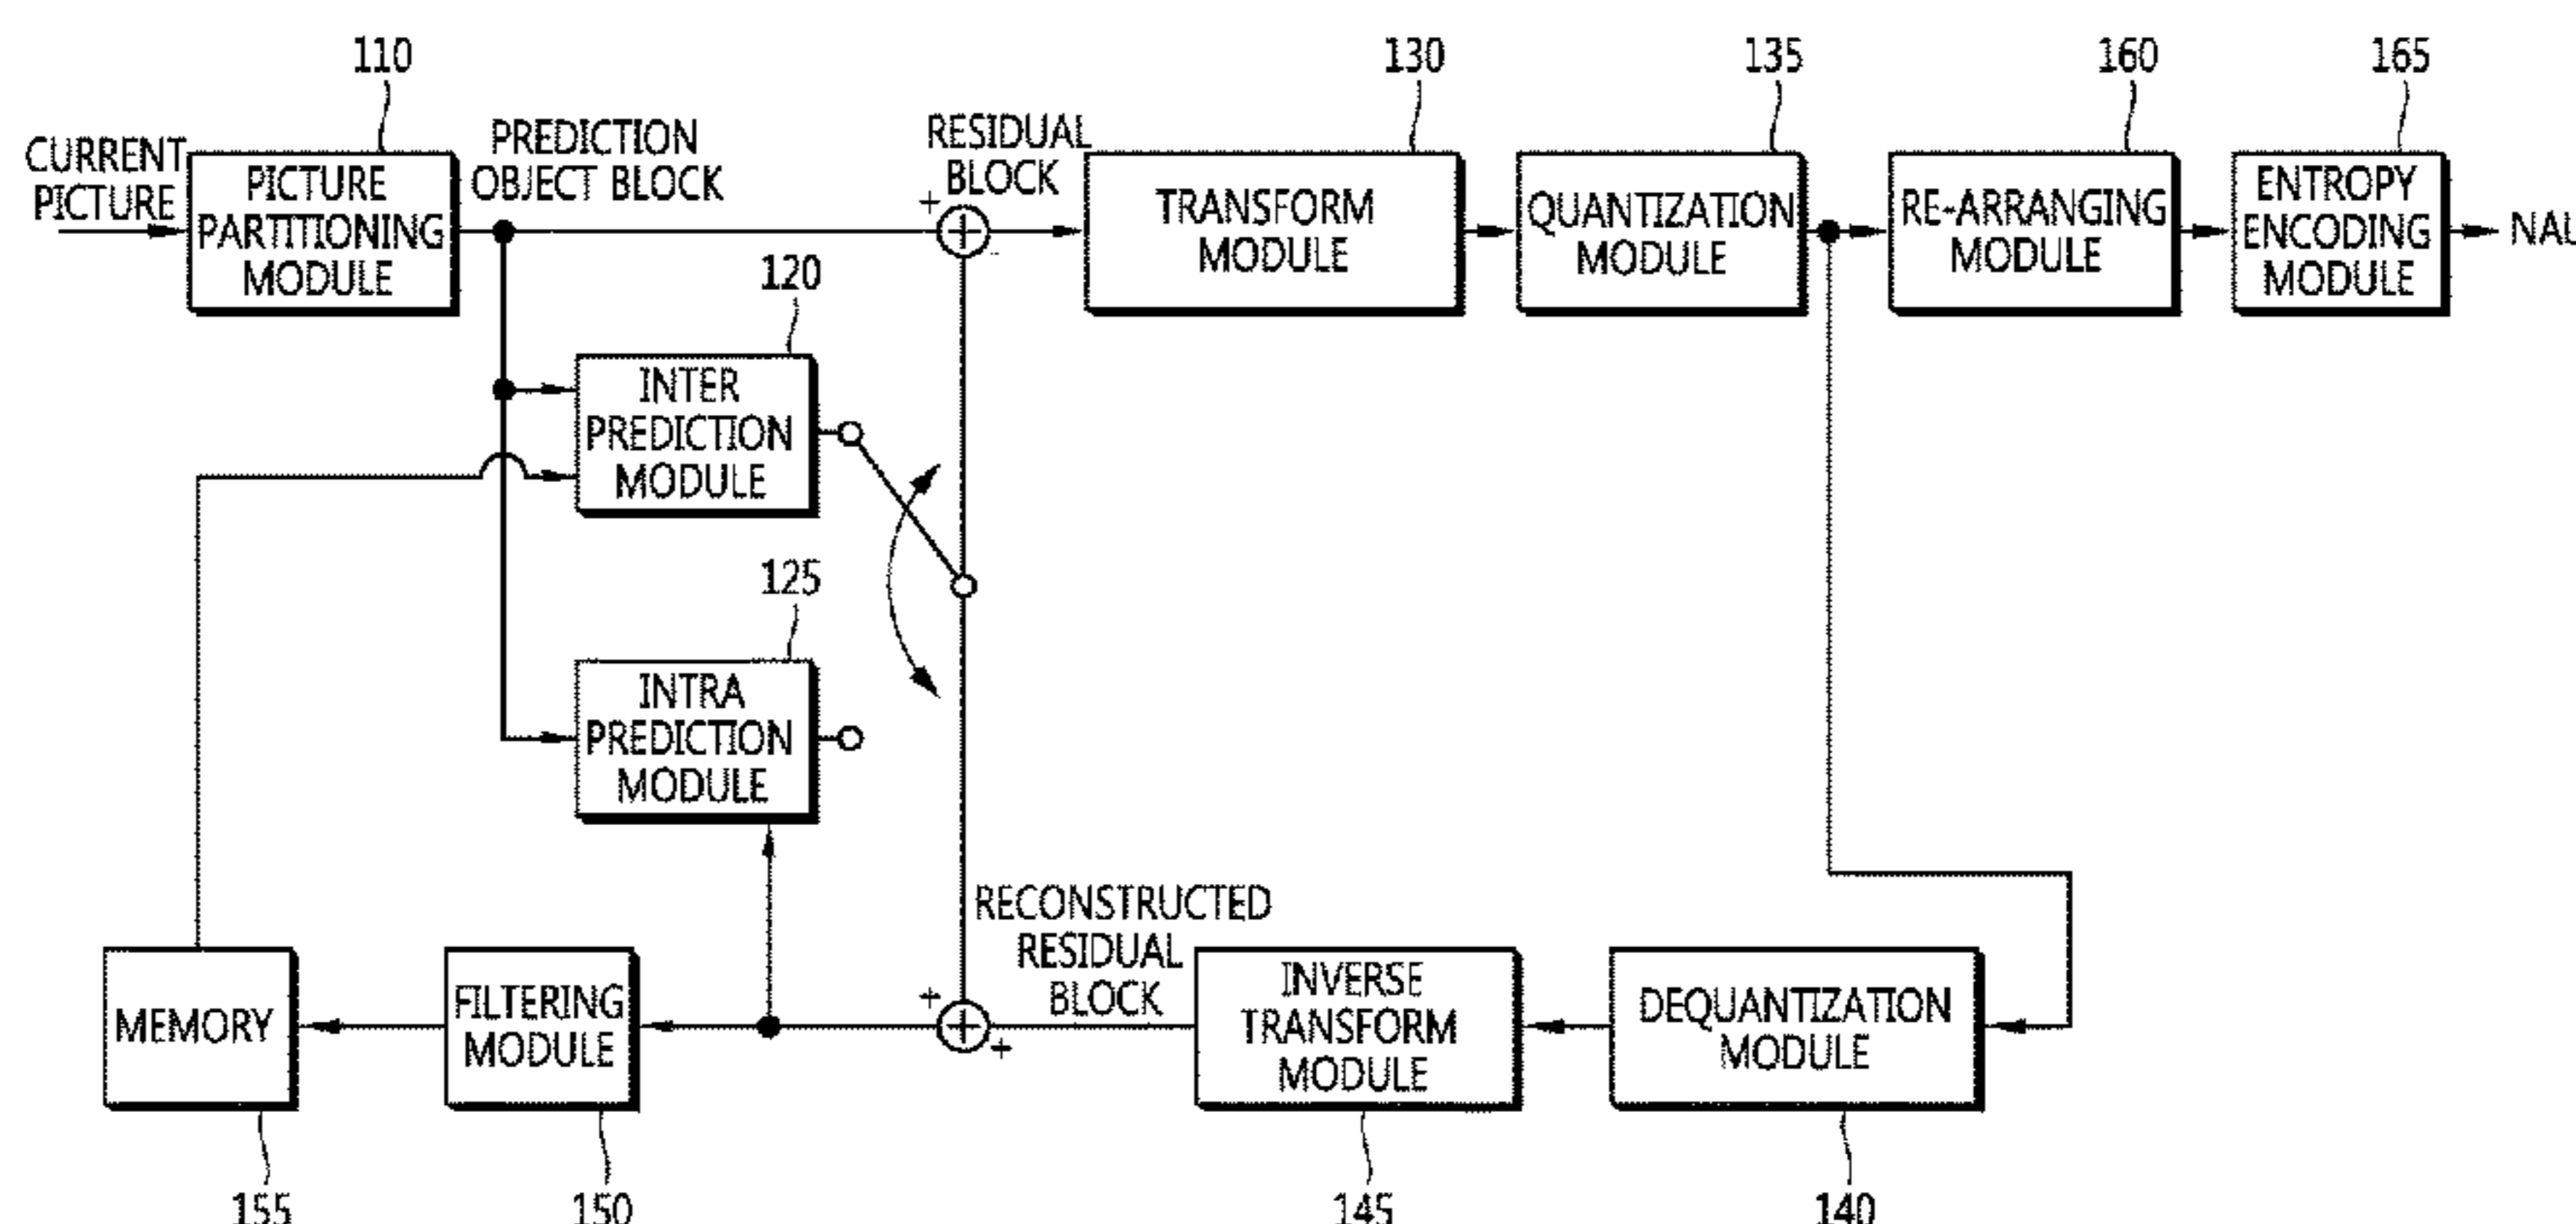 110
130
135
160
165
CURRENT
PICTURE
PICTURE
PARTITIONING
MODULE
PREDICTION
OBJECT BLOCK
RESIDUAL
BLOCK
+
-
TRANSFORM
MODULE
QUANTIZATION
MODULE
RE-ARRANGING
MODULE
ENTROPY
ENCODING
MODULE
NAL
120
INTER
PREDICTION
MODULE
125
INTRA
PREDICTION
MODULE
RECONSTRUCTED
RESIDUAL
BLOCK
+
+
MEMORY
FILTERING
MODULE
INVERSE
TRANSFORM
MODULE
DEQUANTIZATION
MODULE
155
150
145
140